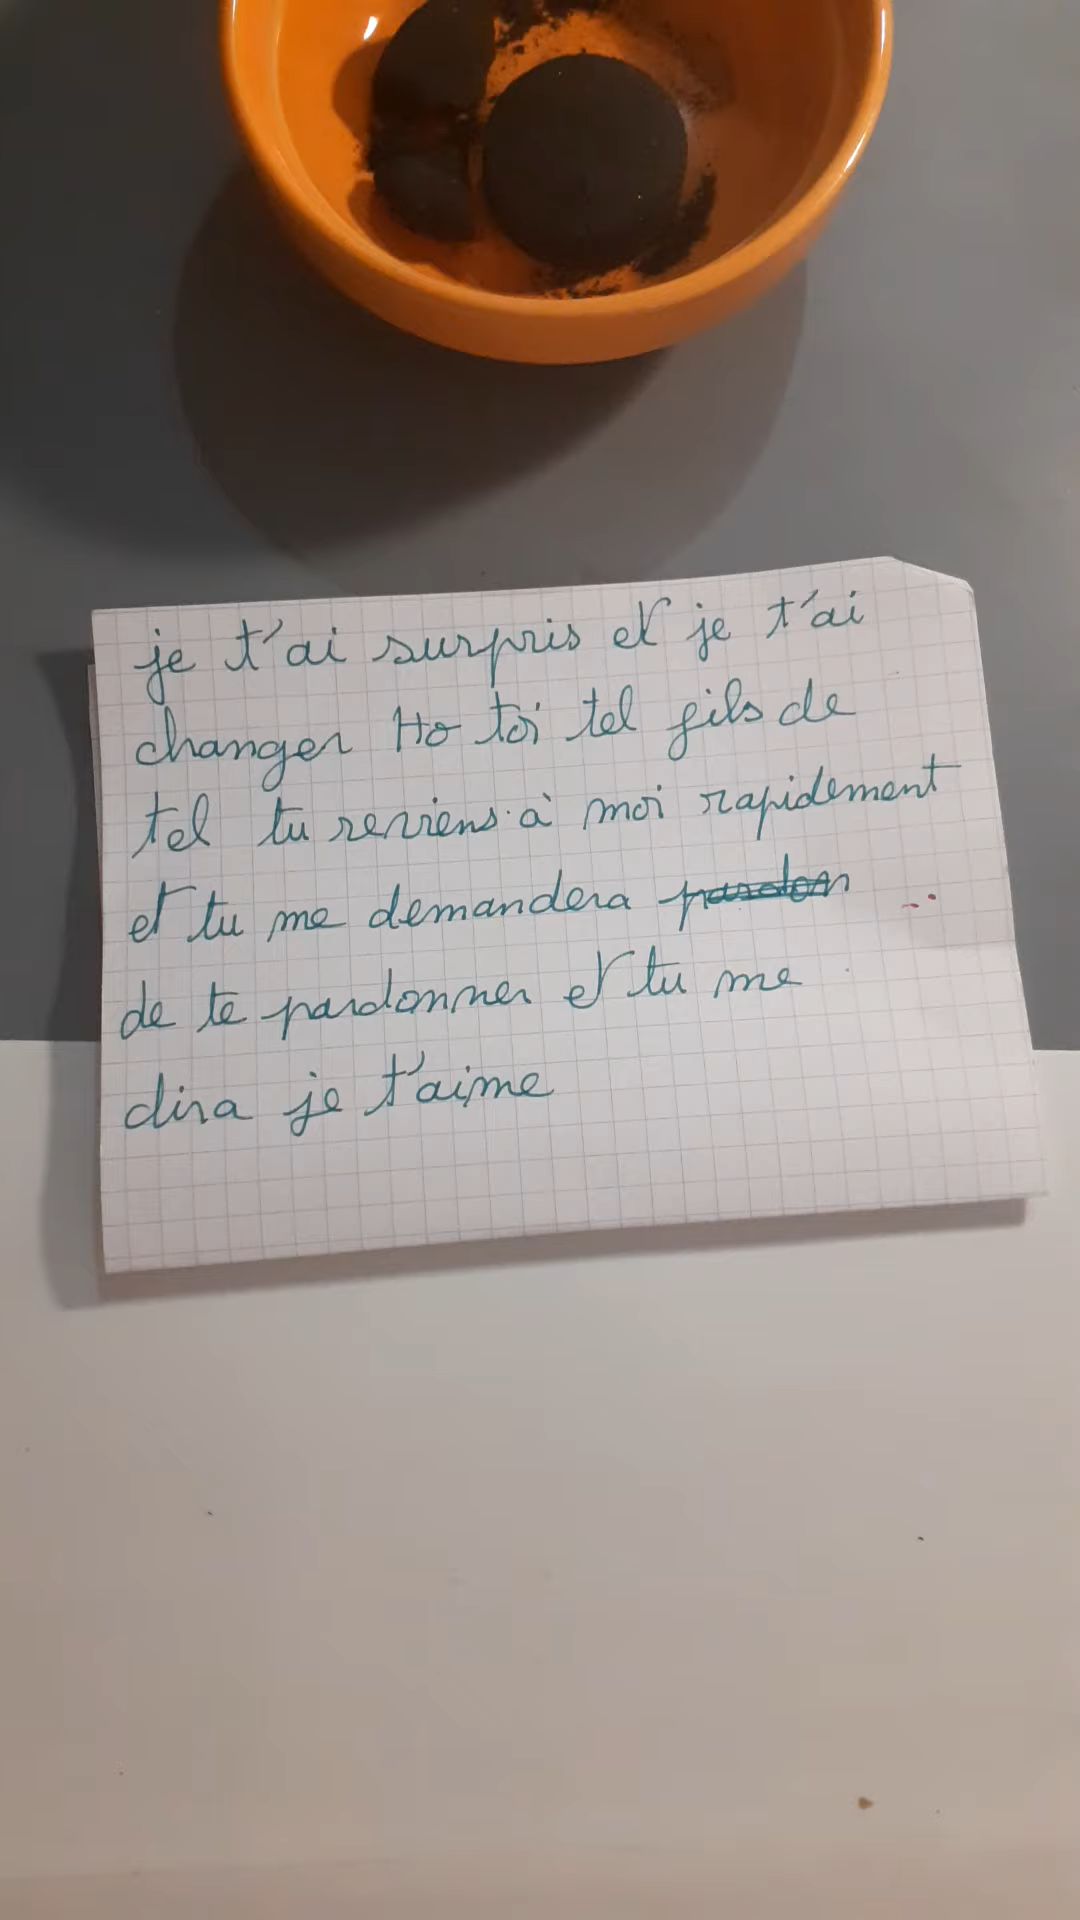 je t'ai surpris et je t'ai
changer Ho toi tel fils de
tel tu reviens à moi rapidement
et tu me demandera pardon
de te pardonner et tu me
dira je t'aime